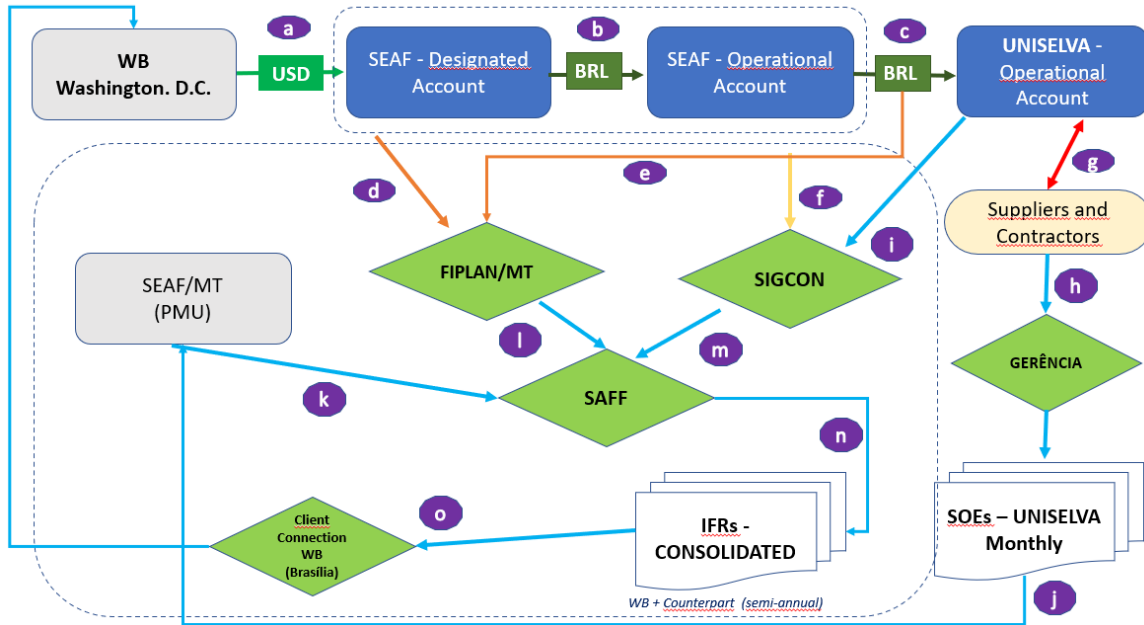 a
b
c
WB
Washington. D.C.
USD
SEAF - Designated
Account
BRL
SEAF - Operational
Account
BRL
UNISELVA -
Operational
Account
d
e
f
g
Suppliers and
Contractors
i
h
FIPLAN/MT
SIGCON
SEAF/MT
(PMU)
l
m
GERÊNCIA
k
SAFF
n
o
Client
Connection
WB
(Brasília)
IFRs -
CONSOLIDATED
WB + Counterpart (semi-annual)
SOEs – UNISELVA
Monthly
j